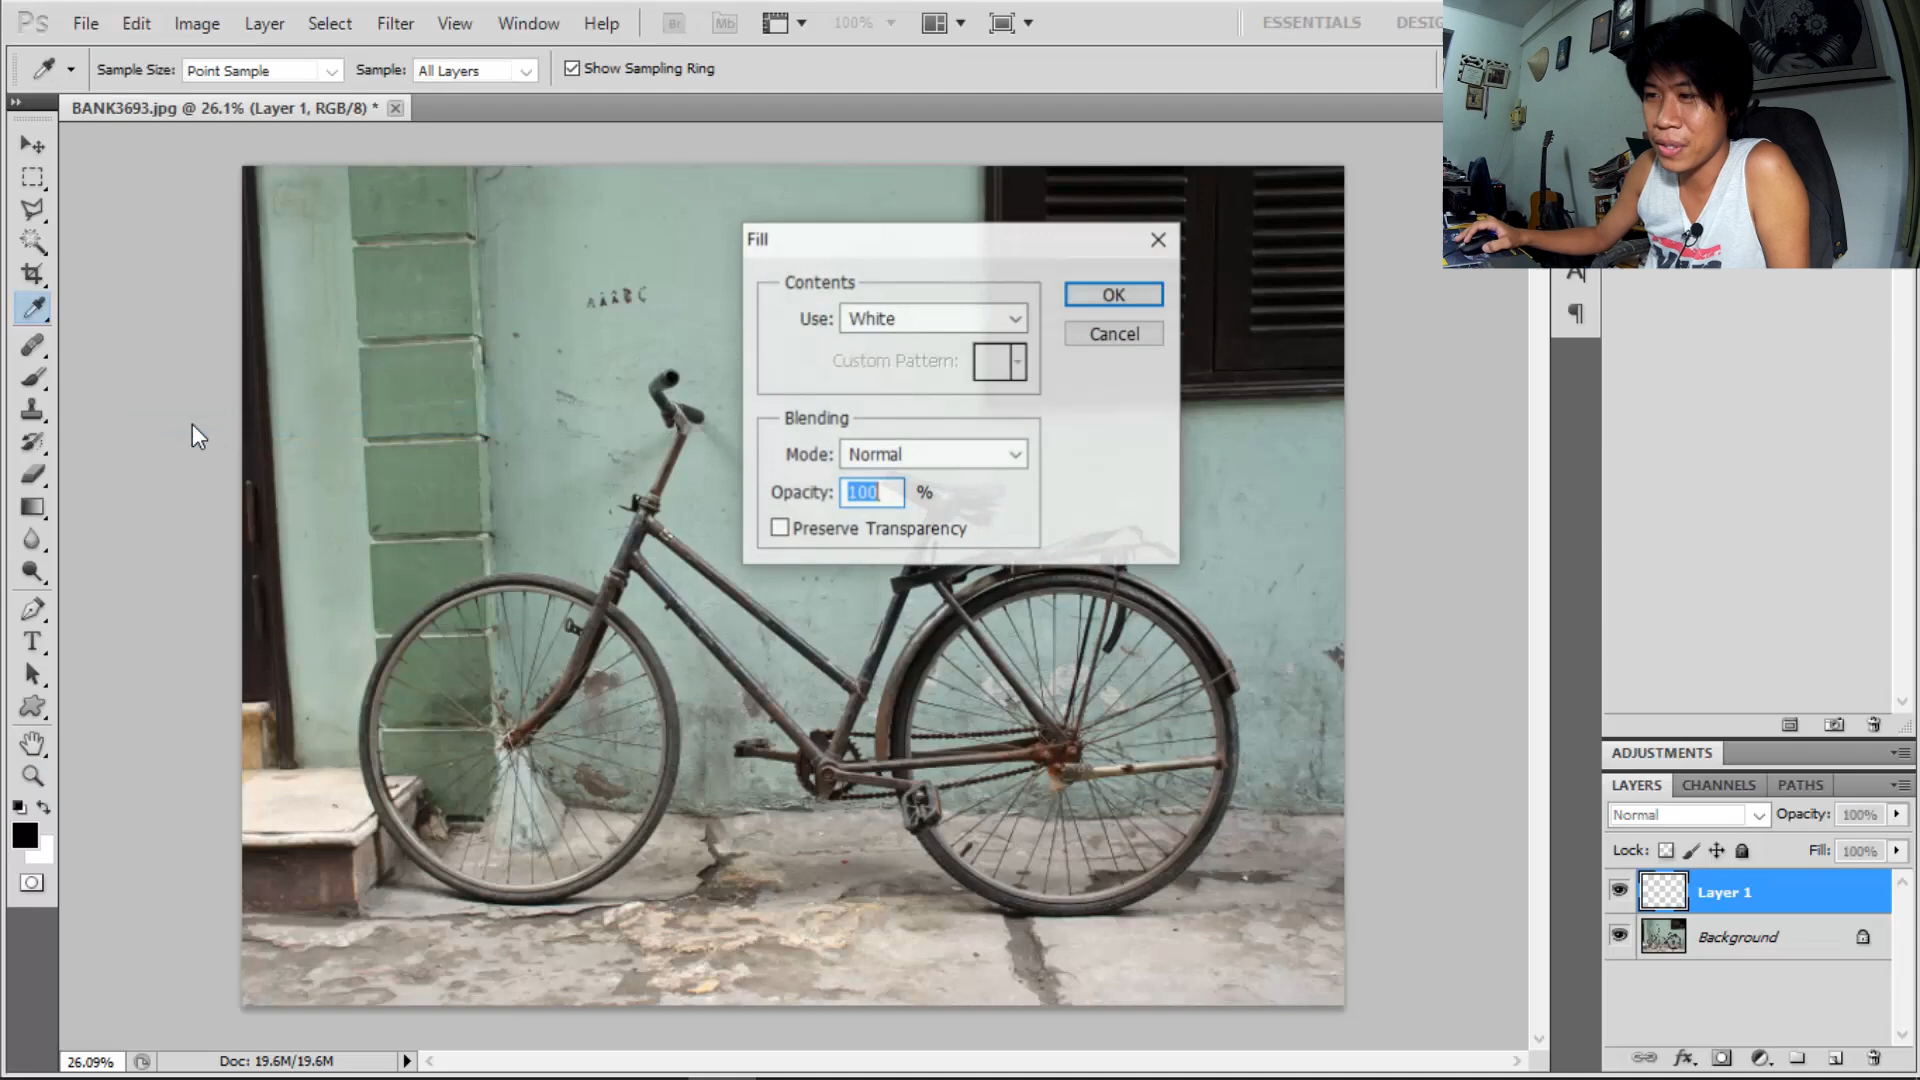 Ps File Edit Image Layer Select Filter View Window Help Br Mb 100% ESSENTIALS DESIG
Sample Size: Point Sample Sample: All Layers Show Sampling Ring
BANK3693.jpg @ 26.1% (Layer 1, RGB/8) *
Fill
Contents
OK
Use: White
Cancel
Custom Pattern:
Blending
Mode: Normal
Opacity: 100 %
Preserve Transparency
ADJUSTMENTS
LAYERS CHANNELS PATHS
Normal Opacity: 100%
Lock: Fill: 100%
Layer 1
Background
26.09% Doc: 19.6M/19.6M